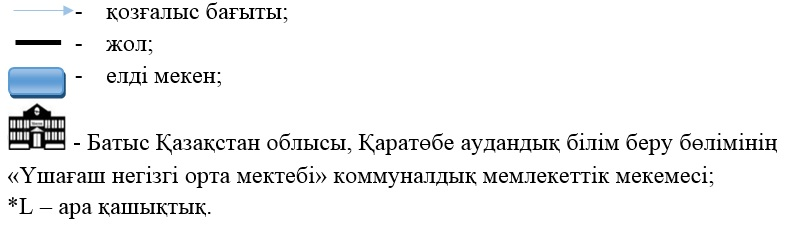 - қозғалыс бағыты;
- жол;
- елді мекен;
- Батыс Қазақстан облысы, Қаратөбе аудандық білім беру бөлімінің
«Үшағаш негізгі орта мектебі» коммуналдық мемлекеттік мекемесі;
*L – ара қашықтық.